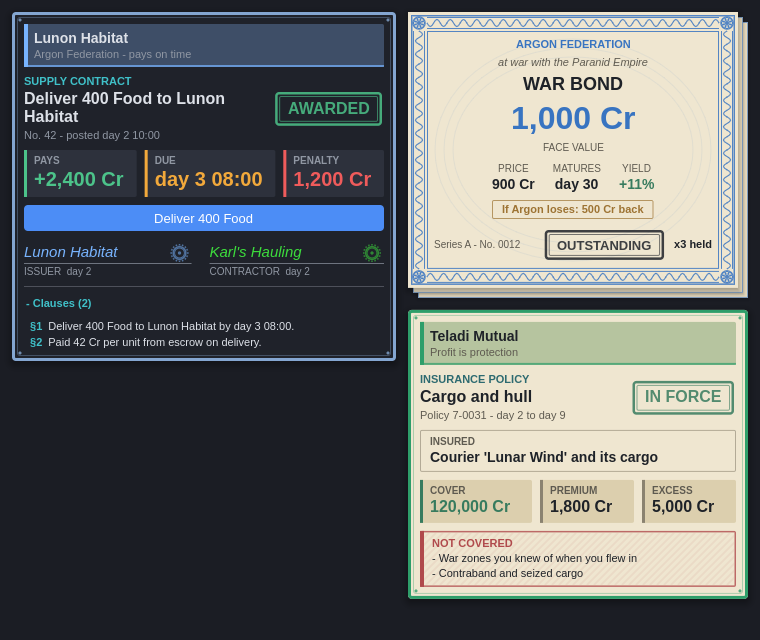 Lunon Habitat
Argon Federation - pays on time
SUPPLY CONTRACT
Deliver 400 Food to Lunon
Habitat
AWARDED
No. 42 - posted day 2 10:00
PAYS
+2,400 Cr
DUE
day 3 08:00
PENALTY
1,200 Cr
Deliver 400 Food
Lunon Habitat
ISSUER day 2
Karl's Hauling
CONTRACTOR day 2
- Clauses (2)
§1 Deliver 400 Food to Lunon Habitat by day 3 08:00.
§2 Paid 42 Cr per unit from escrow on delivery.
ARGON FEDERATION
at war with the Paranid Empire
WAR BOND
1,000 Cr
FACE VALUE
PRICE
900 Cr
MATURES
day 30
YIELD
+11%
If Argon loses: 500 Cr back
Series A - No. 0012
OUTSTANDING
x3 held
Teladi Mutual
Profit is protection
INSURANCE POLICY
Cargo and hull
Policy 7-0031 - day 2 to day 9
IN FORCE
INSURED
Courier 'Lunar Wind' and its cargo
COVER
120,000 Cr
PREMIUM
1,800 Cr
EXCESS
5,000 Cr
NOT COVERED
- War zones you knew of when you flew in
- Contraband and seized cargo